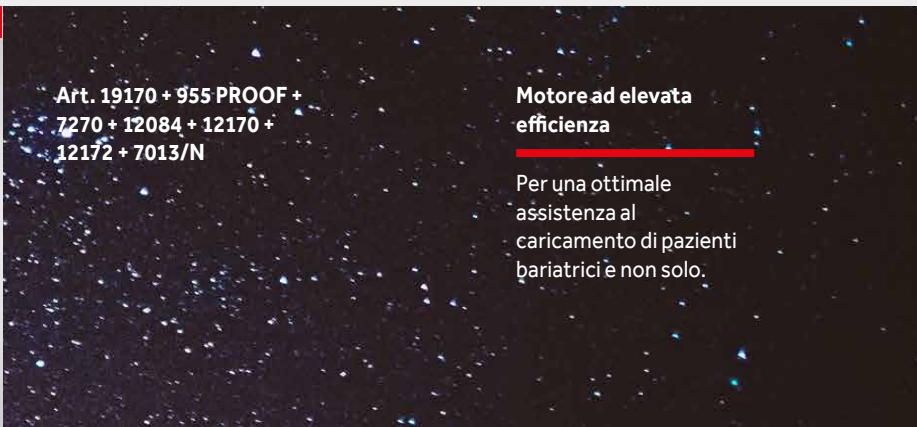 Art. 19170 + 955 PROOF +
7270 + 12084 + 12170 +
12172 + 7013/N
Motore ad elevata
efficienza
Per una ottimale
assistenza al
caricamento di pazienti
bariatrici e non solo.